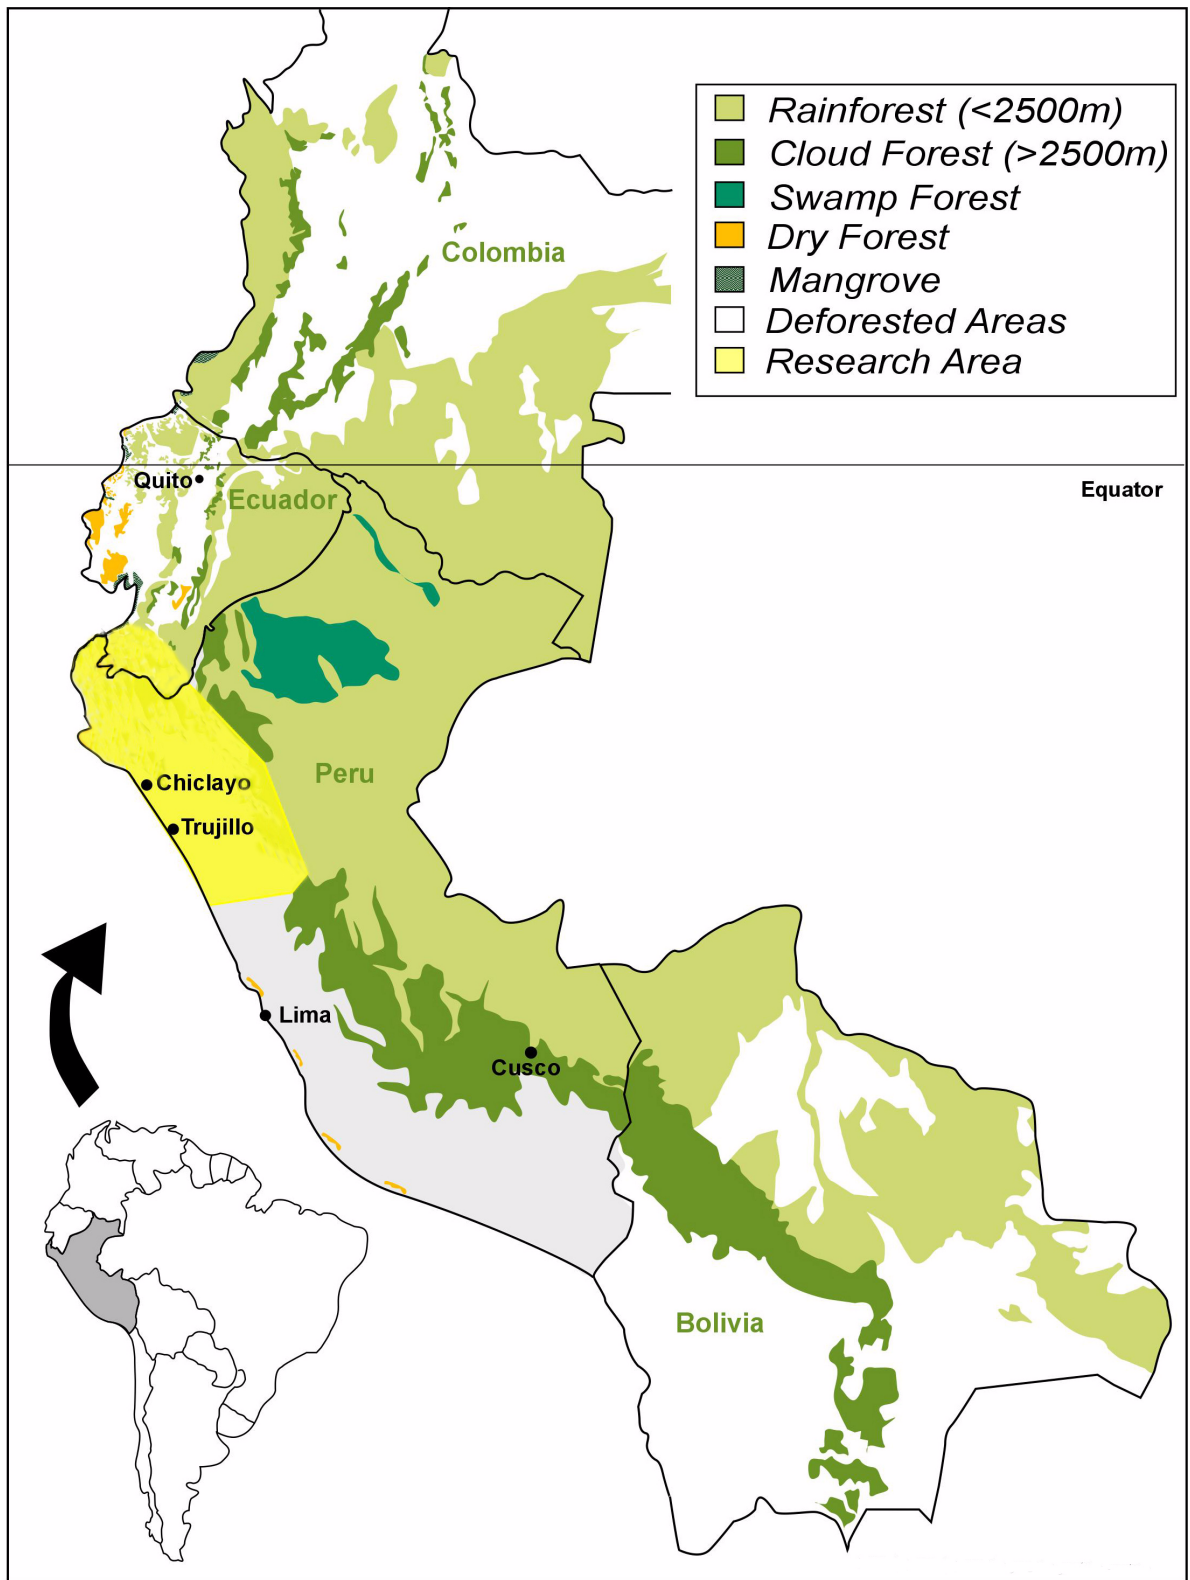 Rainforest (<2500m)
Cloud Forest (>2500m)
Swamp Forest
Dry Forest
Mangrove
Deforested Areas
Research Area
Colombia
Quito
Ecuador
Equator
Peru
Chiclayo
Trujillo
Lima
Cusco
Bolivia